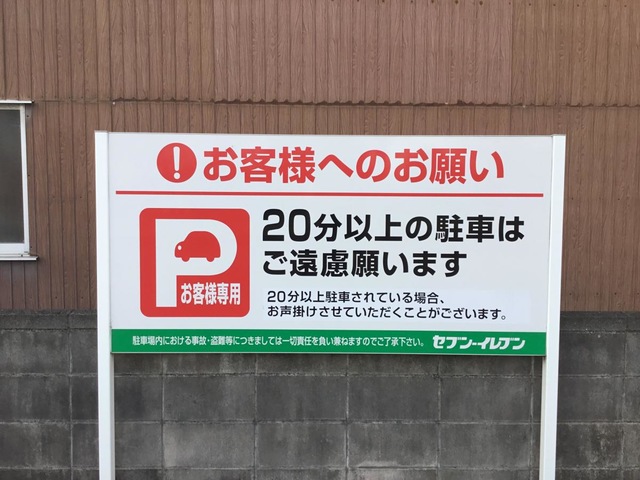 ！お客様へのお願い
P
お客様専用
20分以上の駐車は
ご遠慮願います
20分以上駐車されている場合、
お声掛けさせていただくことがございます。
駐車場内における事故・盗難等につきましては一切責任を負い兼ねますのでご了承下さい。 セブン-イレブン